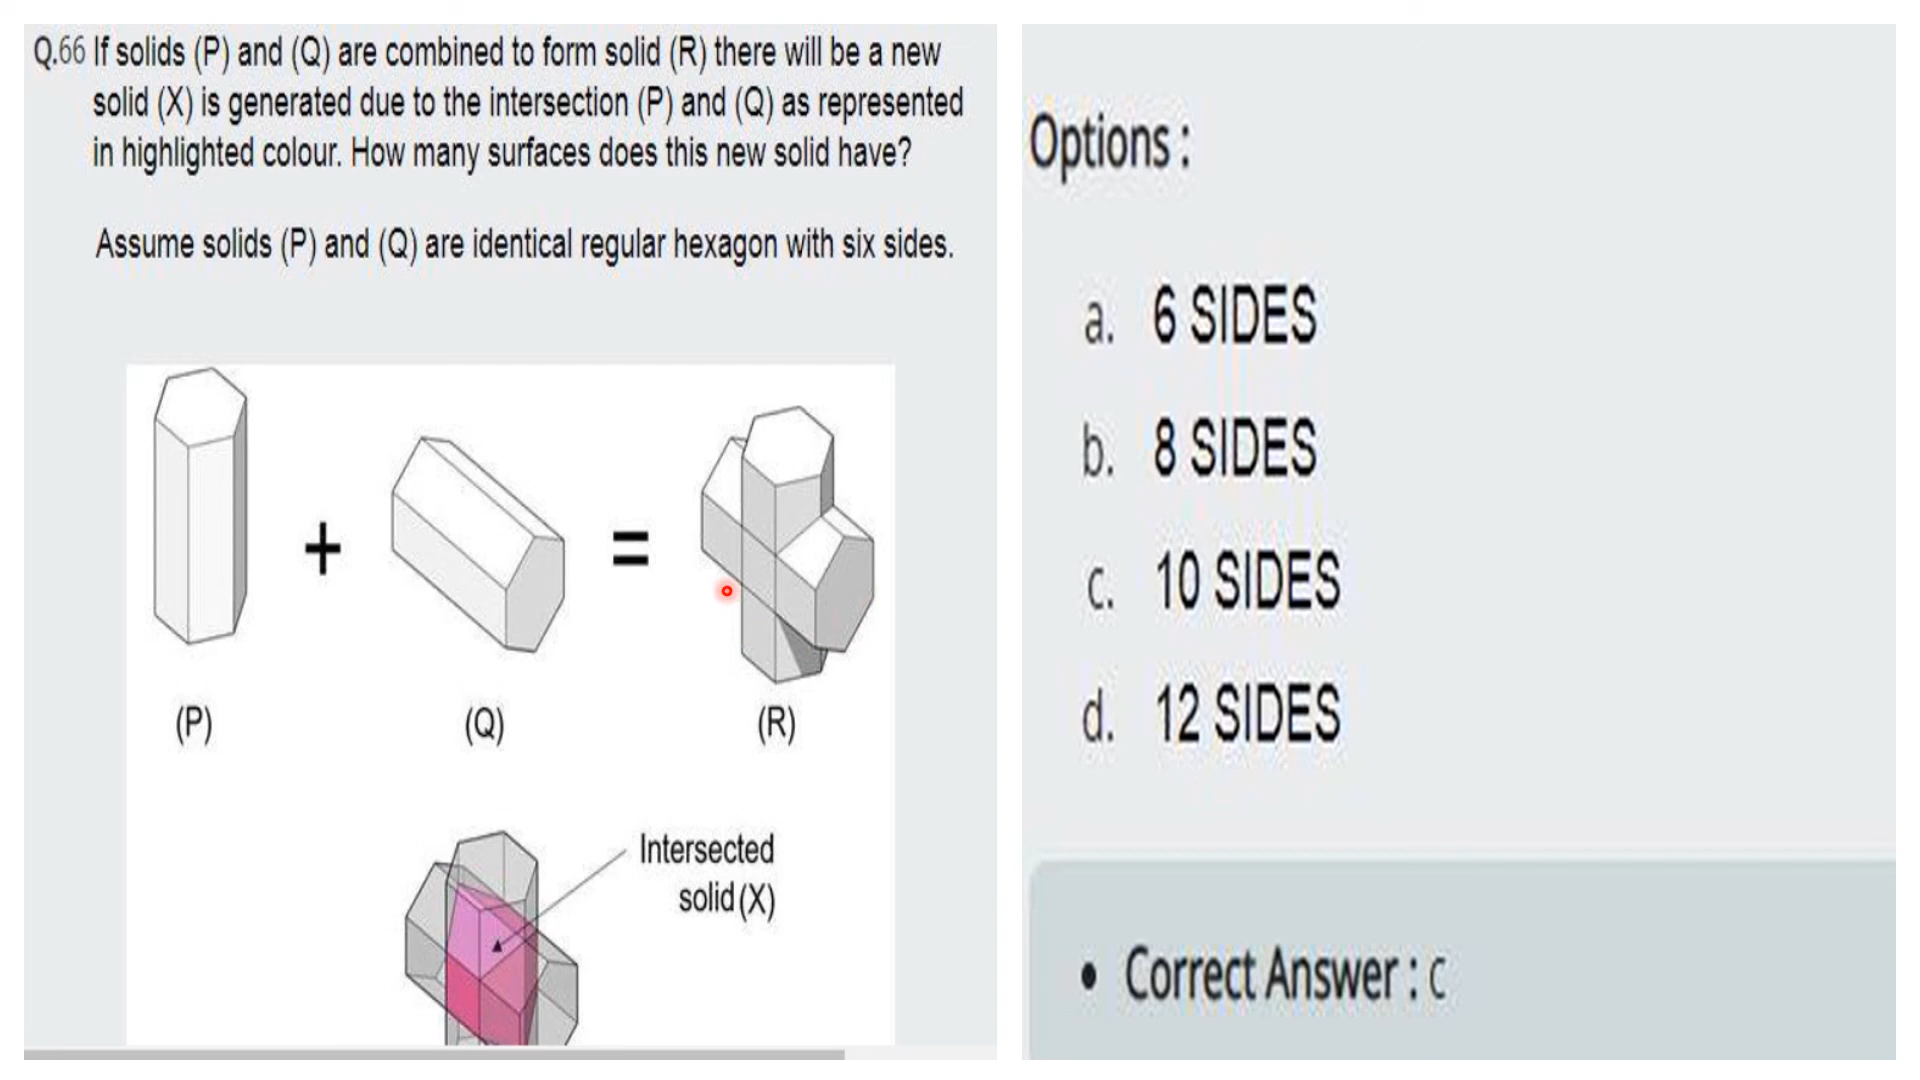 Q.66 If solids (P) and (Q) are combined to form solid (R) there will be a new
solid (X) is generated due to the intersection (P) and (Q) as represented
in highlighted colour. How many surfaces does this new solid have?
Assume solids (P) and (Q) are identical regular hexagon with six sides.
+
=
(P)
(Q)
(R)
Intersected
solid (X)
Options :
a. 6 SIDES
b. 8 SIDES
c. 10 SIDES
d. 12 SIDES
• Correct Answer : C